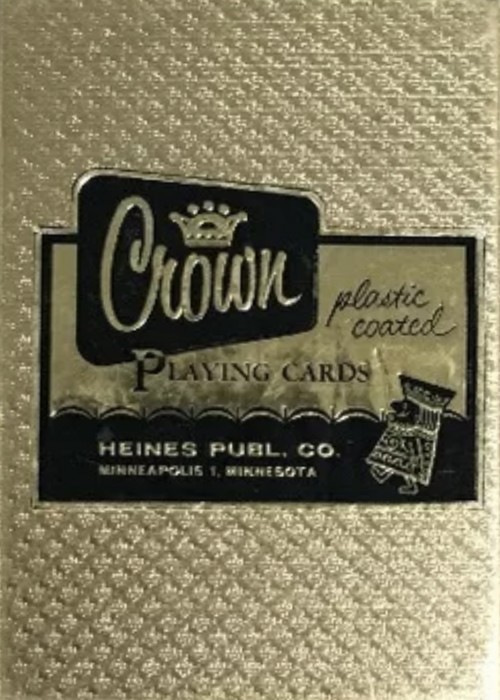 Crown
plastic
coated
PLAYING CARDS
HEINES PUBL. CO.
MINNEAPOLIS 1, MINNESOTA